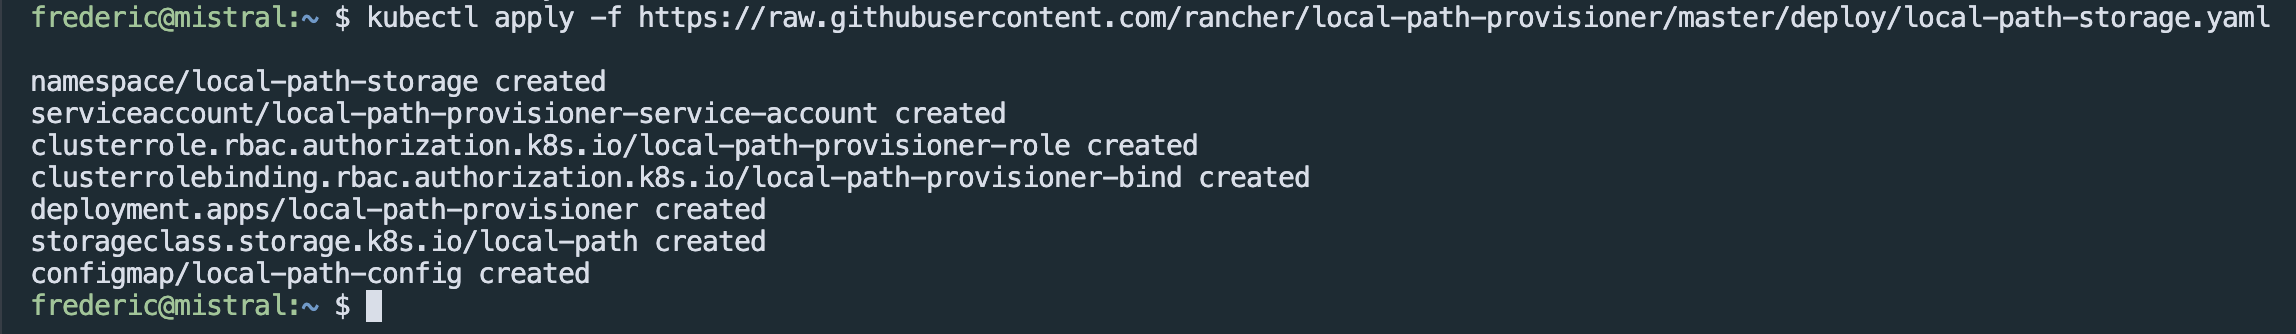 frederic@mistral:~ $ kubectl apply -f https://raw.githubusercontent.com/rancher/local-path-provisioner/master/deploy/local-path-storage.yaml
namespace/local-path-storage created
serviceaccount/local-path-provisioner-service-account created
clusterrole.rbac.authorization.k8s.io/local-path-provisioner-role created
clusterrolebinding.rbac.authorization.k8s.io/local-path-provisioner-bind created
deployment.apps/local-path-provisioner created
storageclass.storage.k8s.io/local-path created
configmap/local-path-config created
frederic@mistral:~ $